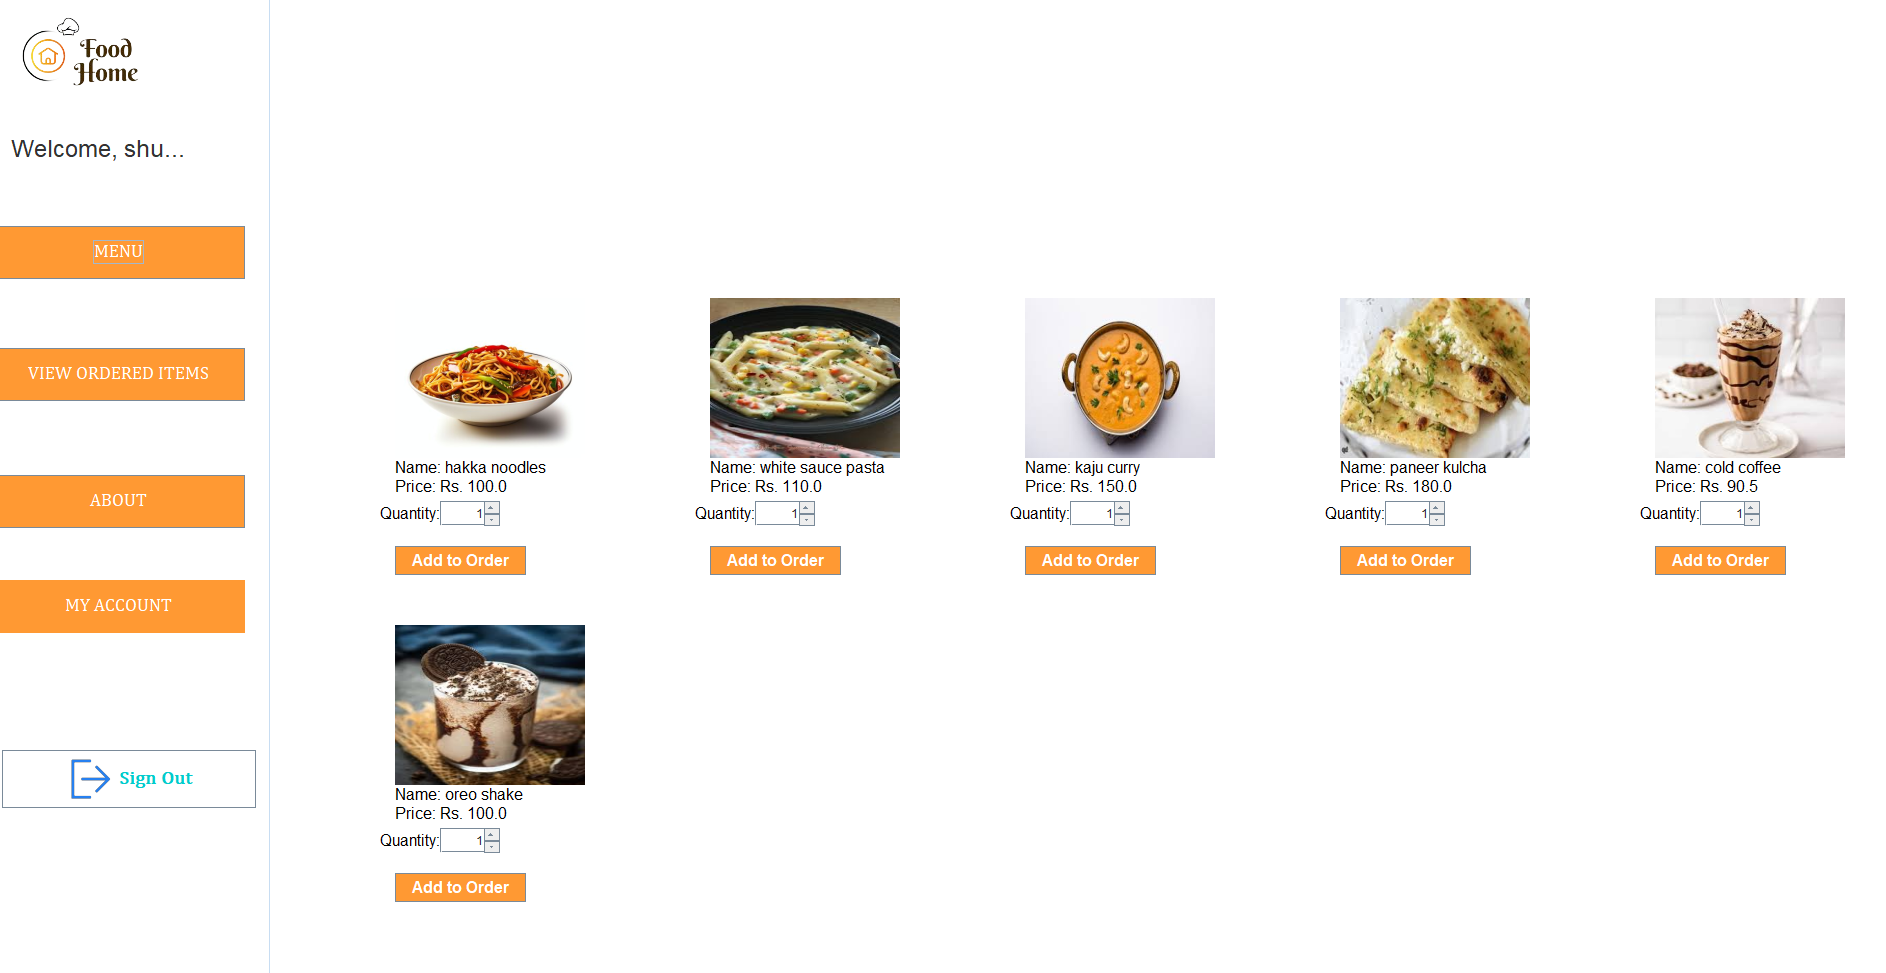 Food
Home
Welcome, shu...
MENU
VIEW ORDERED ITEMS
ABOUT
MY ACCOUNT
Sign Out
Name: hakka noodles
Price: Rs. 100.0
Quantity: 1
Add to Order
Name: white sauce pasta
Price: Rs. 110.0
Quantity: 1
Add to Order
Name: kaju curry
Price: Rs. 150.0
Quantity: 1
Add to Order
Name: paneer kulcha
Price: Rs. 180.0
Quantity: 1
Add to Order
Name: cold coffee
Price: Rs. 90.5
Quantity: 1
Add to Order
Name: oreo shake
Price: Rs. 100.0
Quantity: 1
Add to Order